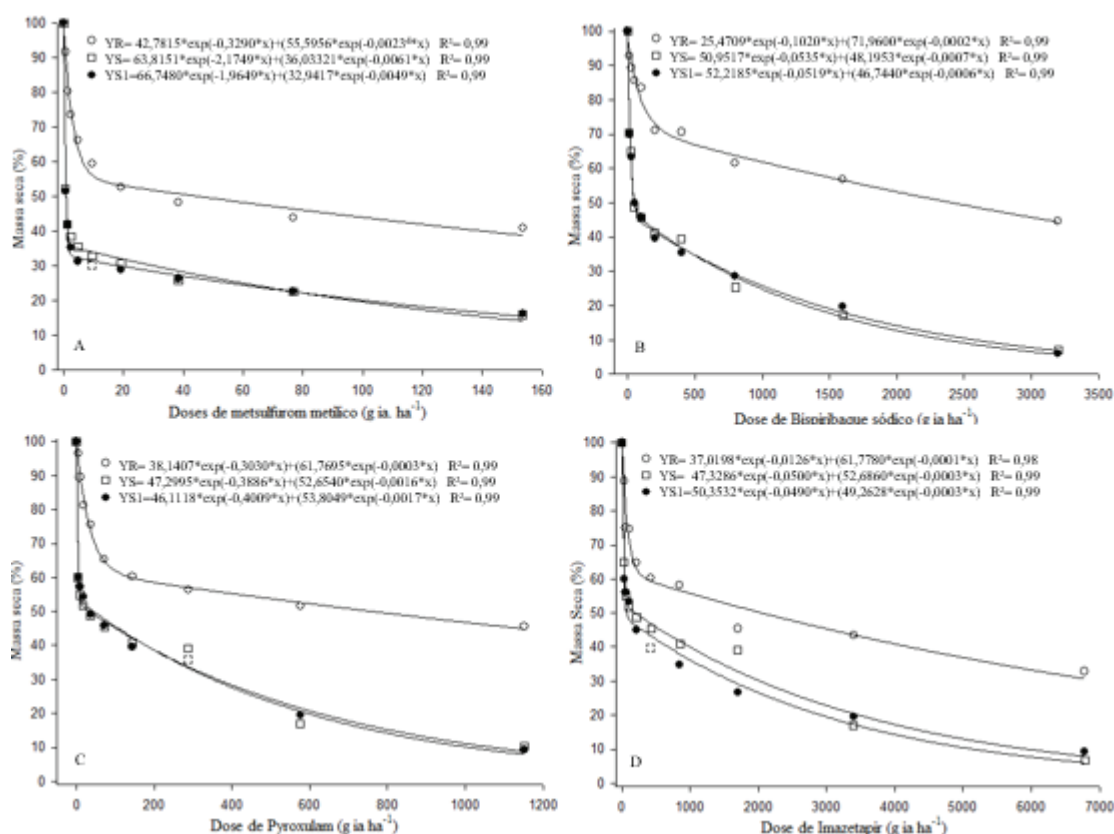 YR= 42,7815*exp(-0,3290*x)+(55,5956*exp(-0,0023*x) R²= 0,99
YS= 63,8151*exp(-2,1749*x)+(36,03321*exp(-0,0061*x) R²= 0,99
YS1=66,7480*exp(-1,9649*x)+(32,9417*exp(-0,0049*x) R²= 0,99
Massa seca (%)
100
90
80
70
60
50
40
30
20
10
0
A
0 20 40 60 80 100 120 140 160
Doses de metsulfurom metílico (g ia. ha⁻¹)
YR= 25,4709*exp(-0,1020*x)+(71,9600*exp(-0,0002*x) R²= 0,99
YS= 50,9517*exp(-0,0535*x)+(48,1953*exp(-0,0007*x) R²= 0,99
YS1= 52,2185*exp(-0,0519*x)+(46,7440*exp(-0,0006*x) R²= 0,99
Massa seca (%)
100
90
80
70
60
50
40
30
20
10
0
B
0 500 1000 1500 2000 2500 3000 3500
Dose de Bispiribaque sódico (g ia ha⁻¹)
YR= 38,1407*exp(-0,3030*x)+(61,7695*exp(-0,0003*x) R²= 0,99
YS= 47,2995*exp(-0,3886*x)+(52,6540*exp(-0,0016*x) R²= 0,99
YS1=46,1118*exp(-0,4009*x)+(53,8049*exp(-0,0017*x) R²= 0,99
Massa seca (%)
100
90
80
70
60
50
40
30
20
10
0
C
0 200 400 600 800 1000 1200
Dose de Pyroxulam (g ia ha⁻¹)
YR= 37,0198*exp(-0,0126*x)+(61,7780*exp(-0,0001*x) R²= 0,98
YS= 47,3286*exp(-0,0500*x)+(52,6860*exp(-0,0003*x) R²= 0,99
YS1=50,3532*exp(-0,0490*x)+(49,2628*exp(-0,0003*x) R²= 0,99
Massa Seca (%)
100
90
80
70
60
50
40
30
20
10
0
D
0 1000 2000 3000 4000 5000 6000 7000
Dose de Imazetapir (g ia ha⁻¹)